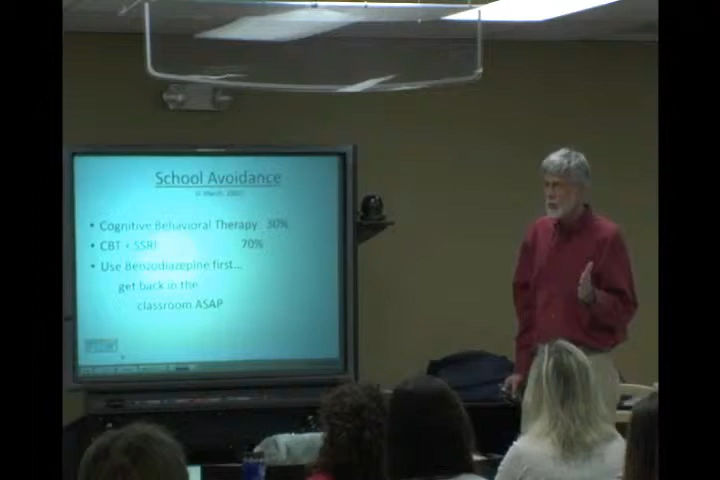 School Avoidance
• Cognitive Behavioral Therapy 30%
• CBT + SSRI 70%
• Use Benzodiazepine first...
get back in the
classroom ASAP